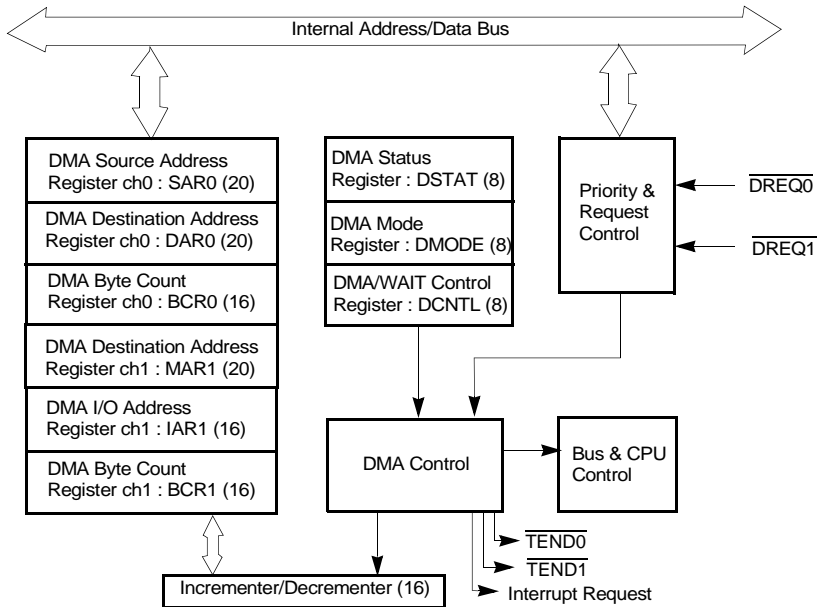 Internal Address/Data Bus
DMA Source Address
Register ch0 : SAR0 (20)
DMA Destination Address
Register ch0 : DAR0 (20)
DMA Byte Count
Register ch0 : BCR0 (16)
DMA Destination Address
Register ch1 : MAR1 (20)
DMA I/O Address
Register ch1 : IAR1 (16)
DMA Byte Count
Register ch1 : BCR1 (16)
DMA Status
Register : DSTAT (8)
DMA Mode
Register : DMODE (8)
DMA/WAIT Control
Register : DCNTL (8)
Priority &
Request
Control
DREQ0
DREQ1
DMA Control
Bus & CPU
Control
TEND0
TEND1
Interrupt Request
Incrementer/Decrementer (16)